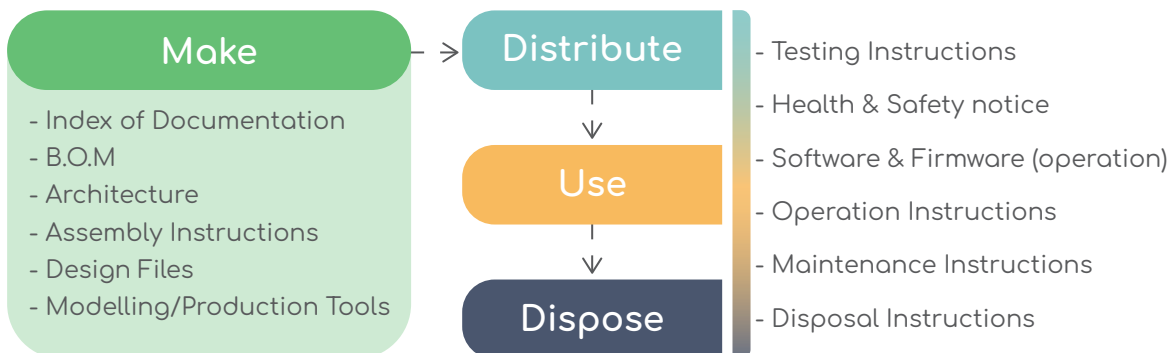 Make
- Index of Documentation
- B.O.M
- Architecture
- Assembly Instructions
- Design Files
- Modelling/Production Tools
Distribute
Use
Dispose
- Testing Instructions
- Health & Safety notice
- Software & Firmware (operation)
- Operation Instructions
- Maintenance Instructions
- Disposal Instructions